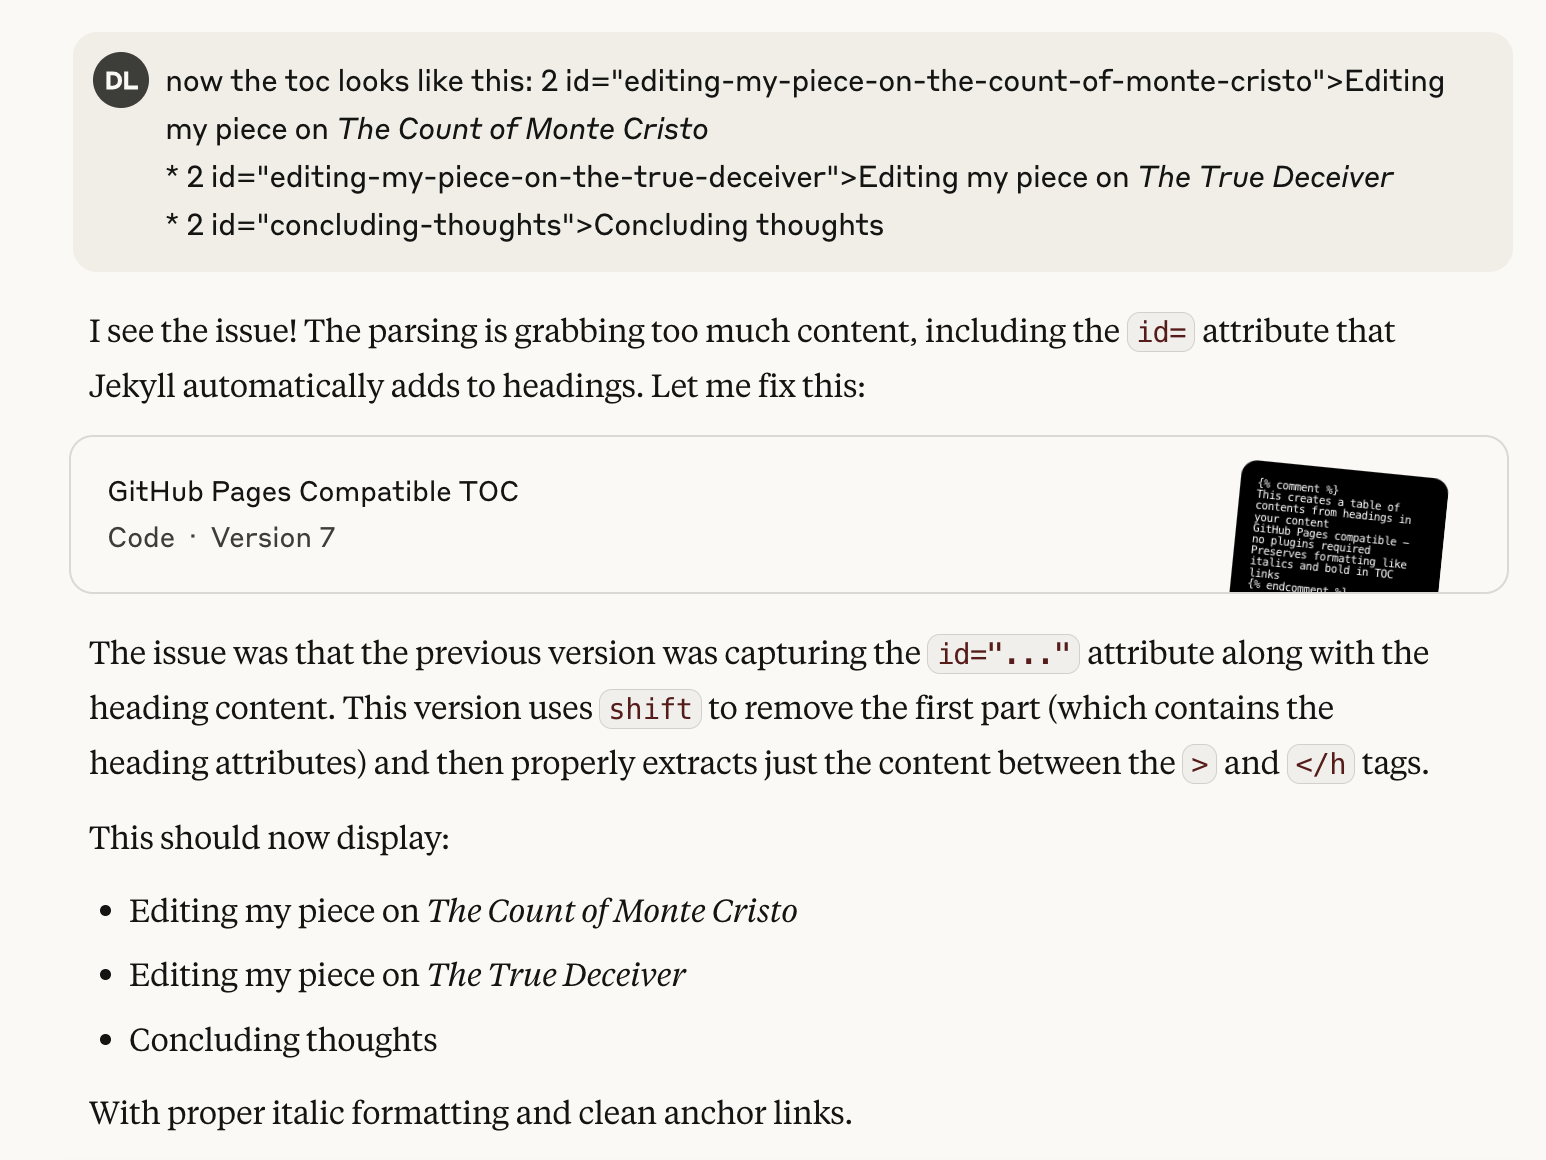 DL
now the toc looks like this: 2 id="editing-my-piece-on-the-count-of-monte-cristo">Editing
my piece on The Count of Monte Cristo
* 2 id="editing-my-piece-on-the-true-deceiver">Editing my piece on The True Deceiver
* 2 id="concluding-thoughts">Concluding thoughts
I see the issue! The parsing is grabbing too much content, including the id= attribute that
Jekyll automatically adds to headings. Let me fix this:
GitHub Pages Compatible TOC
Code · Version 7
{% comment %}
This creates a table of
contents from headings in
your content
GitHub Pages compatible –
no plugins required
Preserves formatting like
italics and bold in TOC
links
{% endcomment %}
The issue was that the previous version was capturing the id="..." attribute along with the
heading content. This version uses shift to remove the first part (which contains the
heading attributes) and then properly extracts just the content between the > and </h tags.
This should now display:
• Editing my piece on The Count of Monte Cristo
• Editing my piece on The True Deceiver
• Concluding thoughts
With proper italic formatting and clean anchor links.